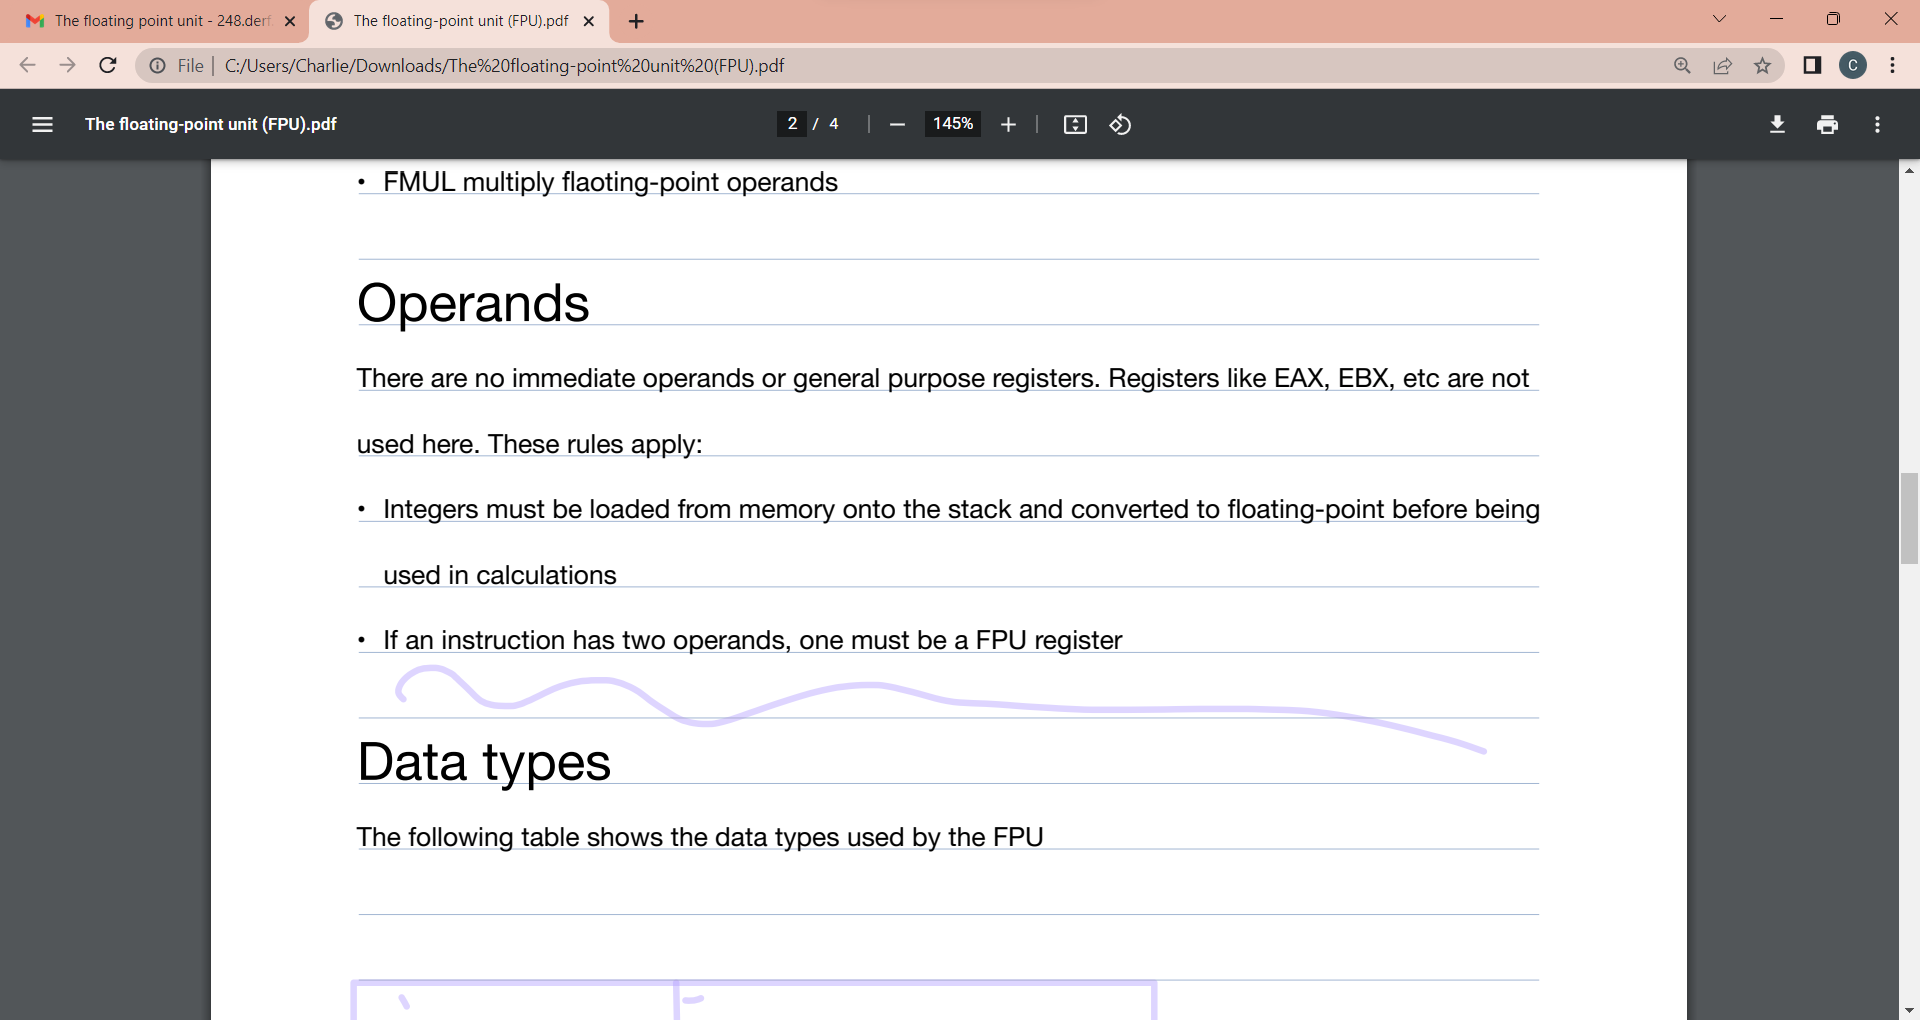 The floating point unit - 248.derf
The floating-point unit (FPU).pdf
File
C:/Users/Charlie/Downloads/The%20floating-point%20unit%20(FPU).pdf
C
The floating-point unit (FPU).pdf
2 / 4
145%
• FMUL multiply flaoting-point operands
Operands
There are no immediate operands or general purpose registers. Registers like EAX, EBX, etc are not
used here. These rules apply:
• Integers must be loaded from memory onto the stack and converted to floating-point before being
used in calculations
• If an instruction has two operands, one must be a FPU register
Data types
The following table shows the data types used by the FPU